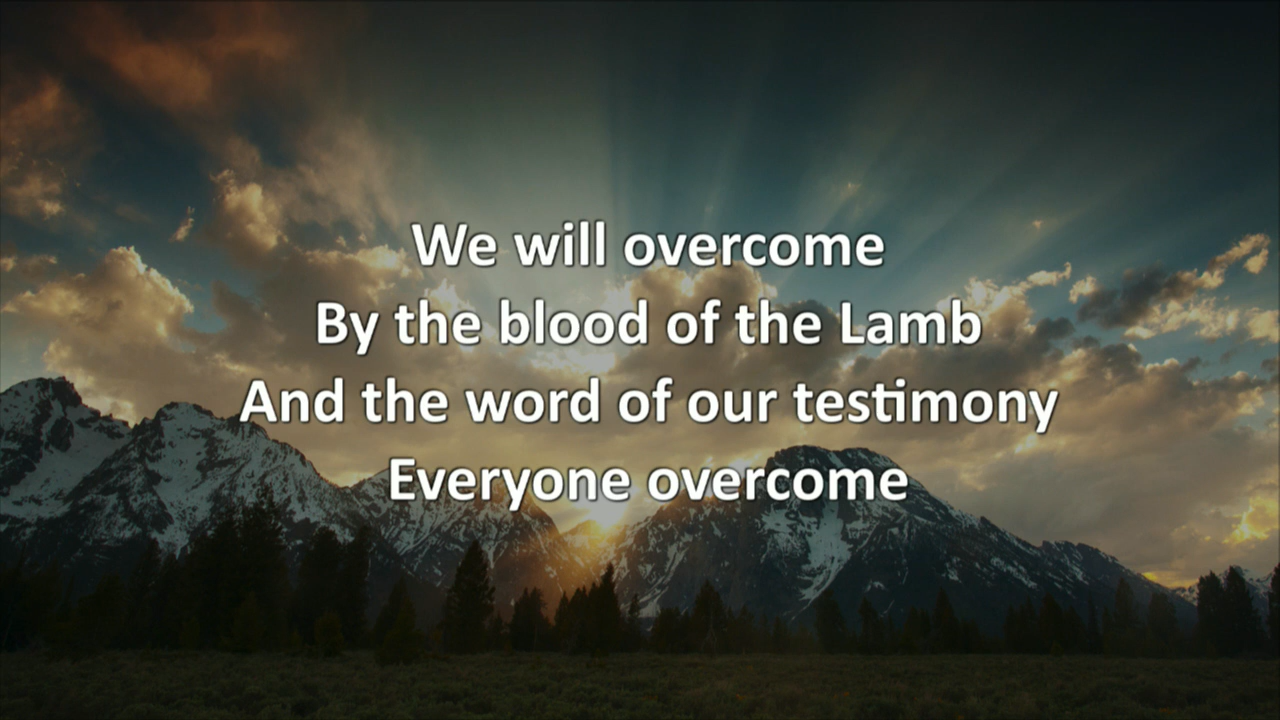 We will overcome
By the blood of the Lamb
And the word of our testimony
Everyone overcome